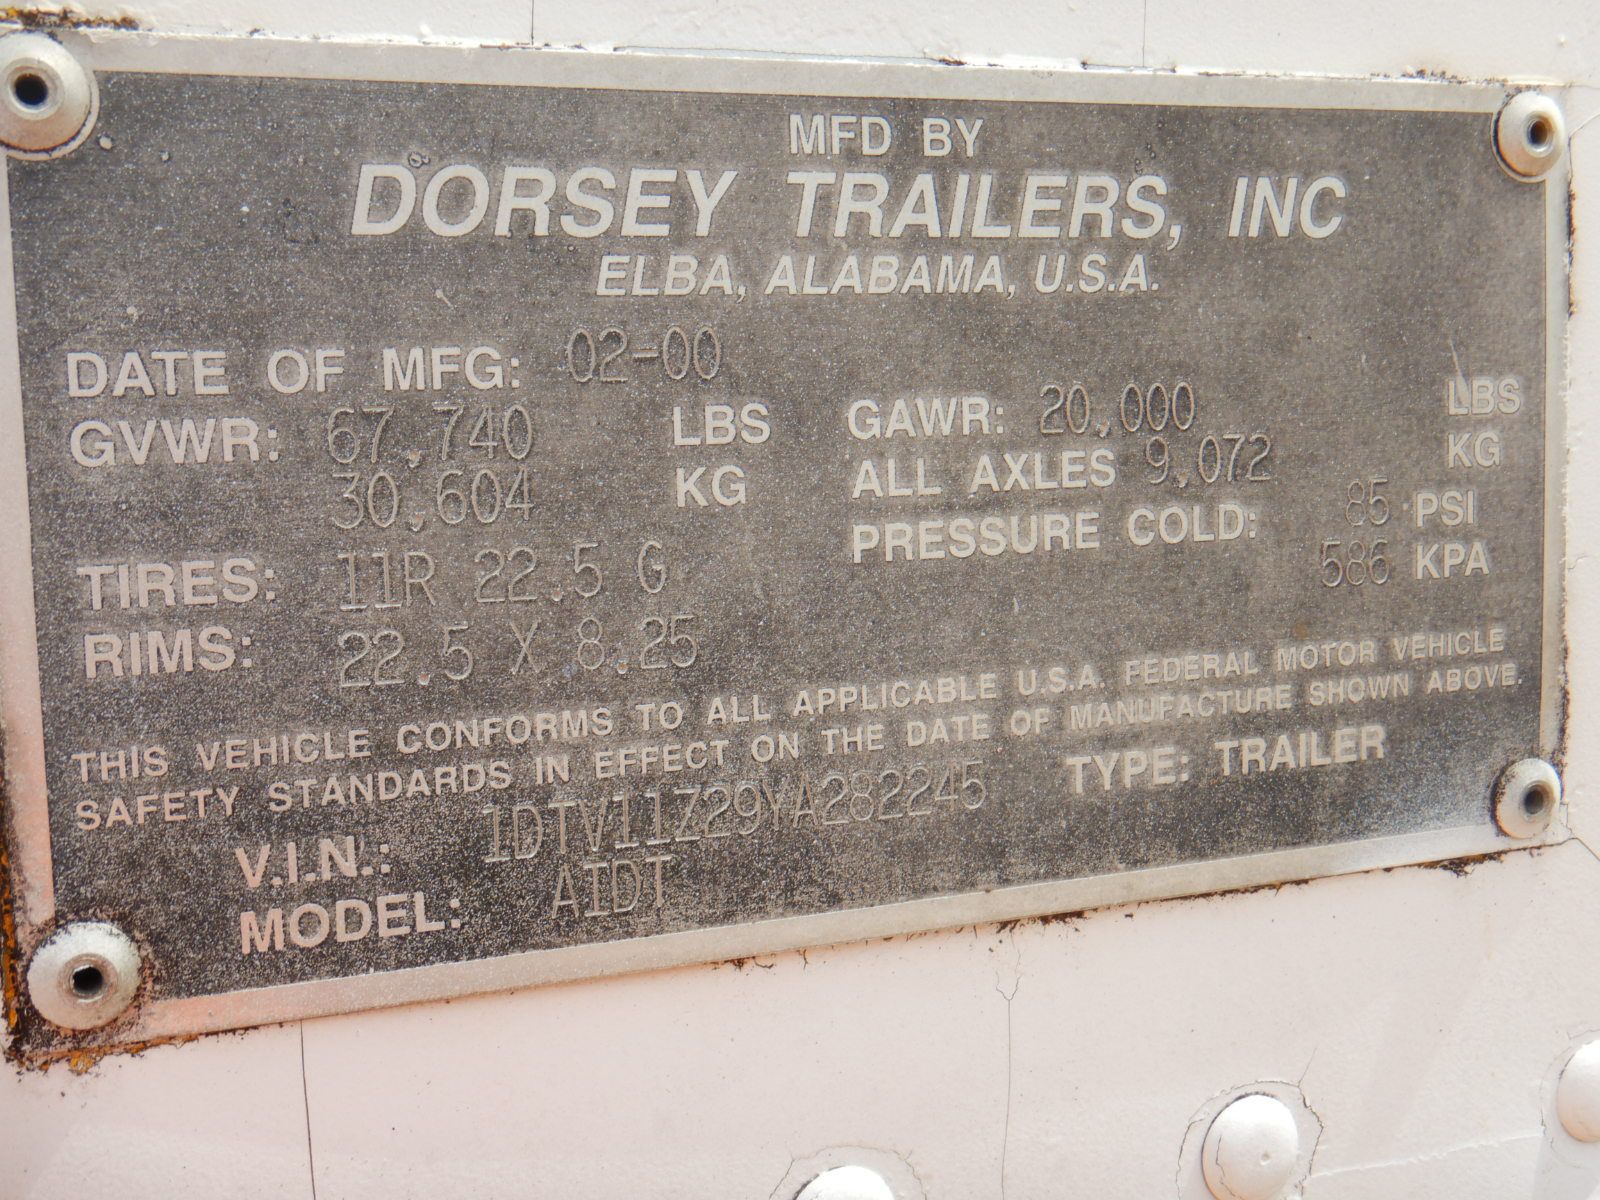 MFD BY
DORSEY TRAILERS, INC
ELBA, ALABAMA, U.S.A.
DATE OF MFG: 02-00
GVWR: 67,740 LBS
30,604 KG
GAWR: 20,000 LBS
ALL AXLES 9,072 KG
PRESSURE COLD: 85 PSI
586 KPA
TIRES: 11R 22.5 G
RIMS: 22.5 X 8.25
THIS VEHICLE CONFORMS TO ALL APPLICABLE U.S.A. FEDERAL MOTOR VEHICLE
SAFETY STANDARDS IN EFFECT ON THE DATE OF MANUFACTURE SHOWN ABOVE.
V.I.N.: 1DTV11Z29YA282245 TYPE: TRAILER
MODEL: AIDT